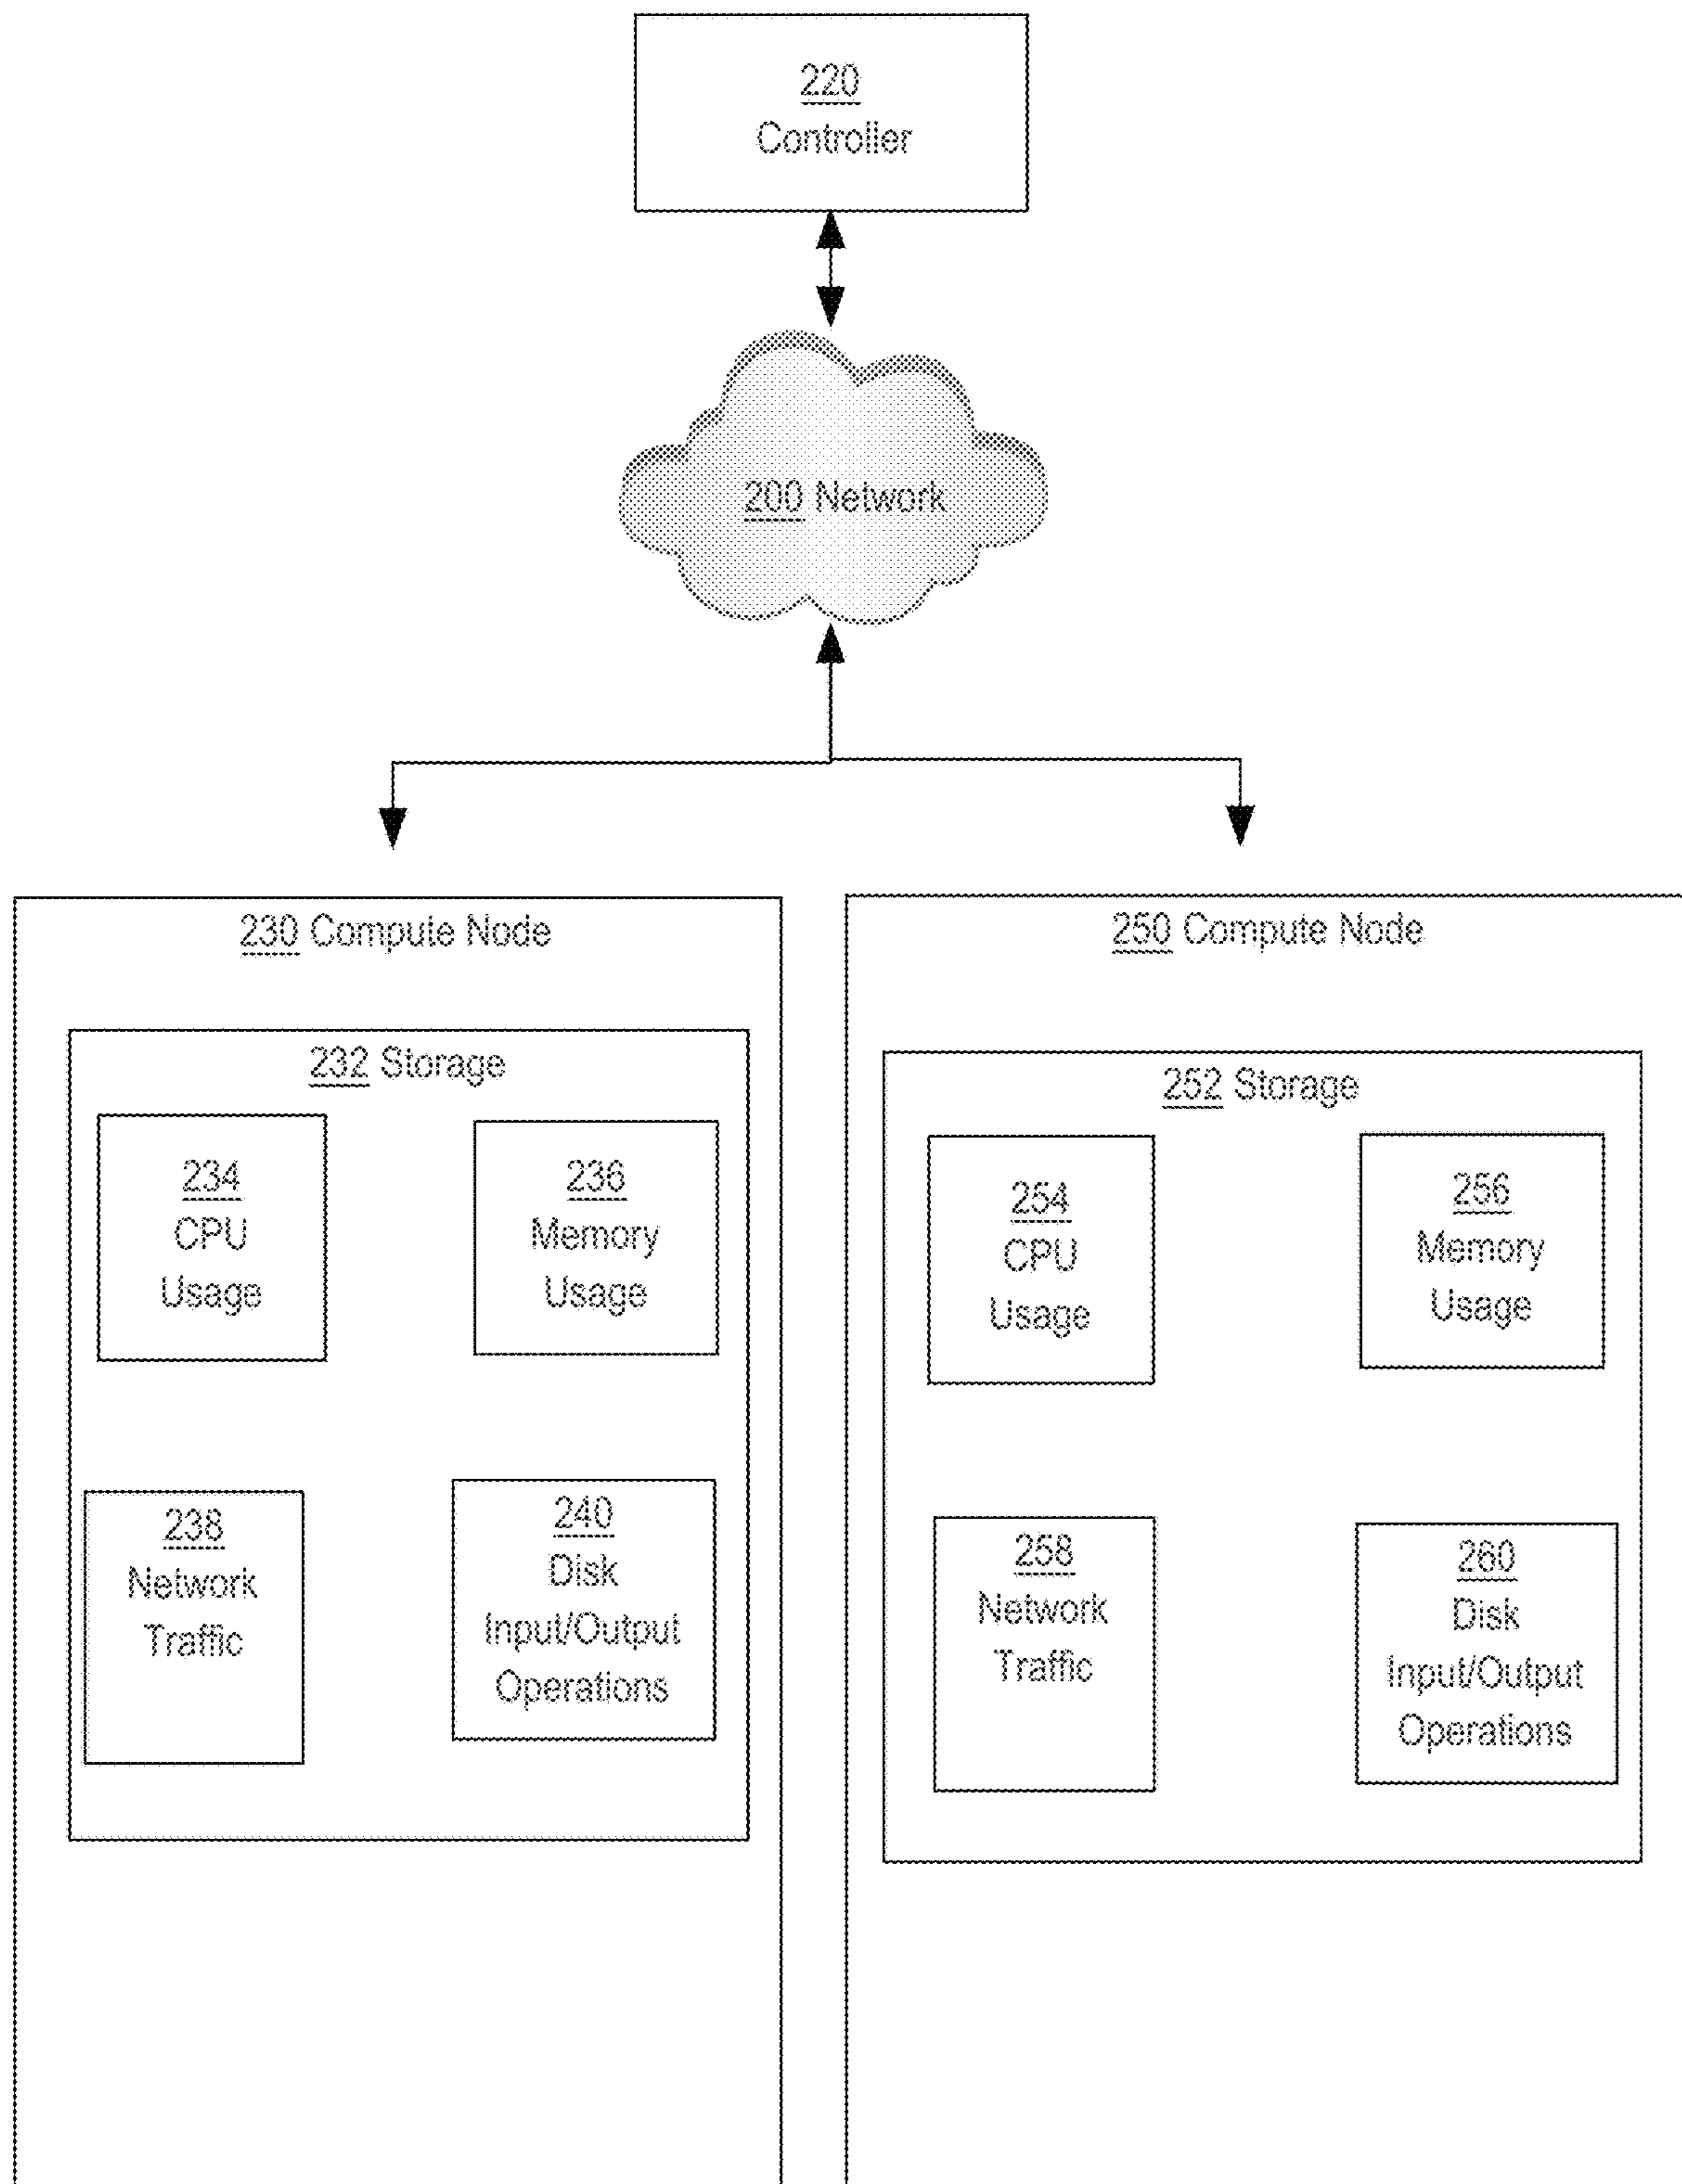 220
Controller
200 Network
230 Compute Node
232 Storage
234
CPU
Usage
236
Memory
Usage
238
Network
Traffic
240
Disk
Input/Output
Operations
250 Compute Node
252 Storage
254
CPU
Usage
256
Memory
Usage
258
Network
Traffic
260
Disk
Input/Output
Operations